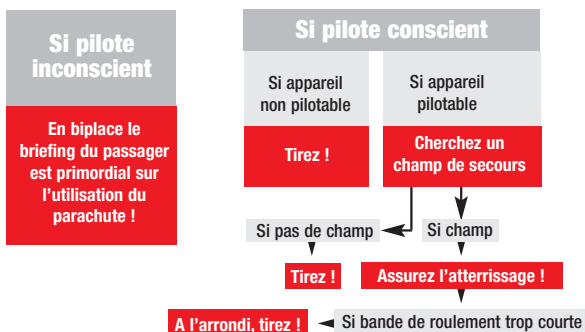 Si pilote
inconscient
En biplace le
briefing du passager
est primordial sur
l'utilisation du
parachute !
Si pilote conscient
Si appareil
non pilotable
Tirez !
Si appareil
pilotable
Cherchez un
champ de secours
Si pas de champ
Si champ
Tirez !
Assurez l'atterrissage !
A l'arrondi, tirez !
Si bande de roulement trop courte